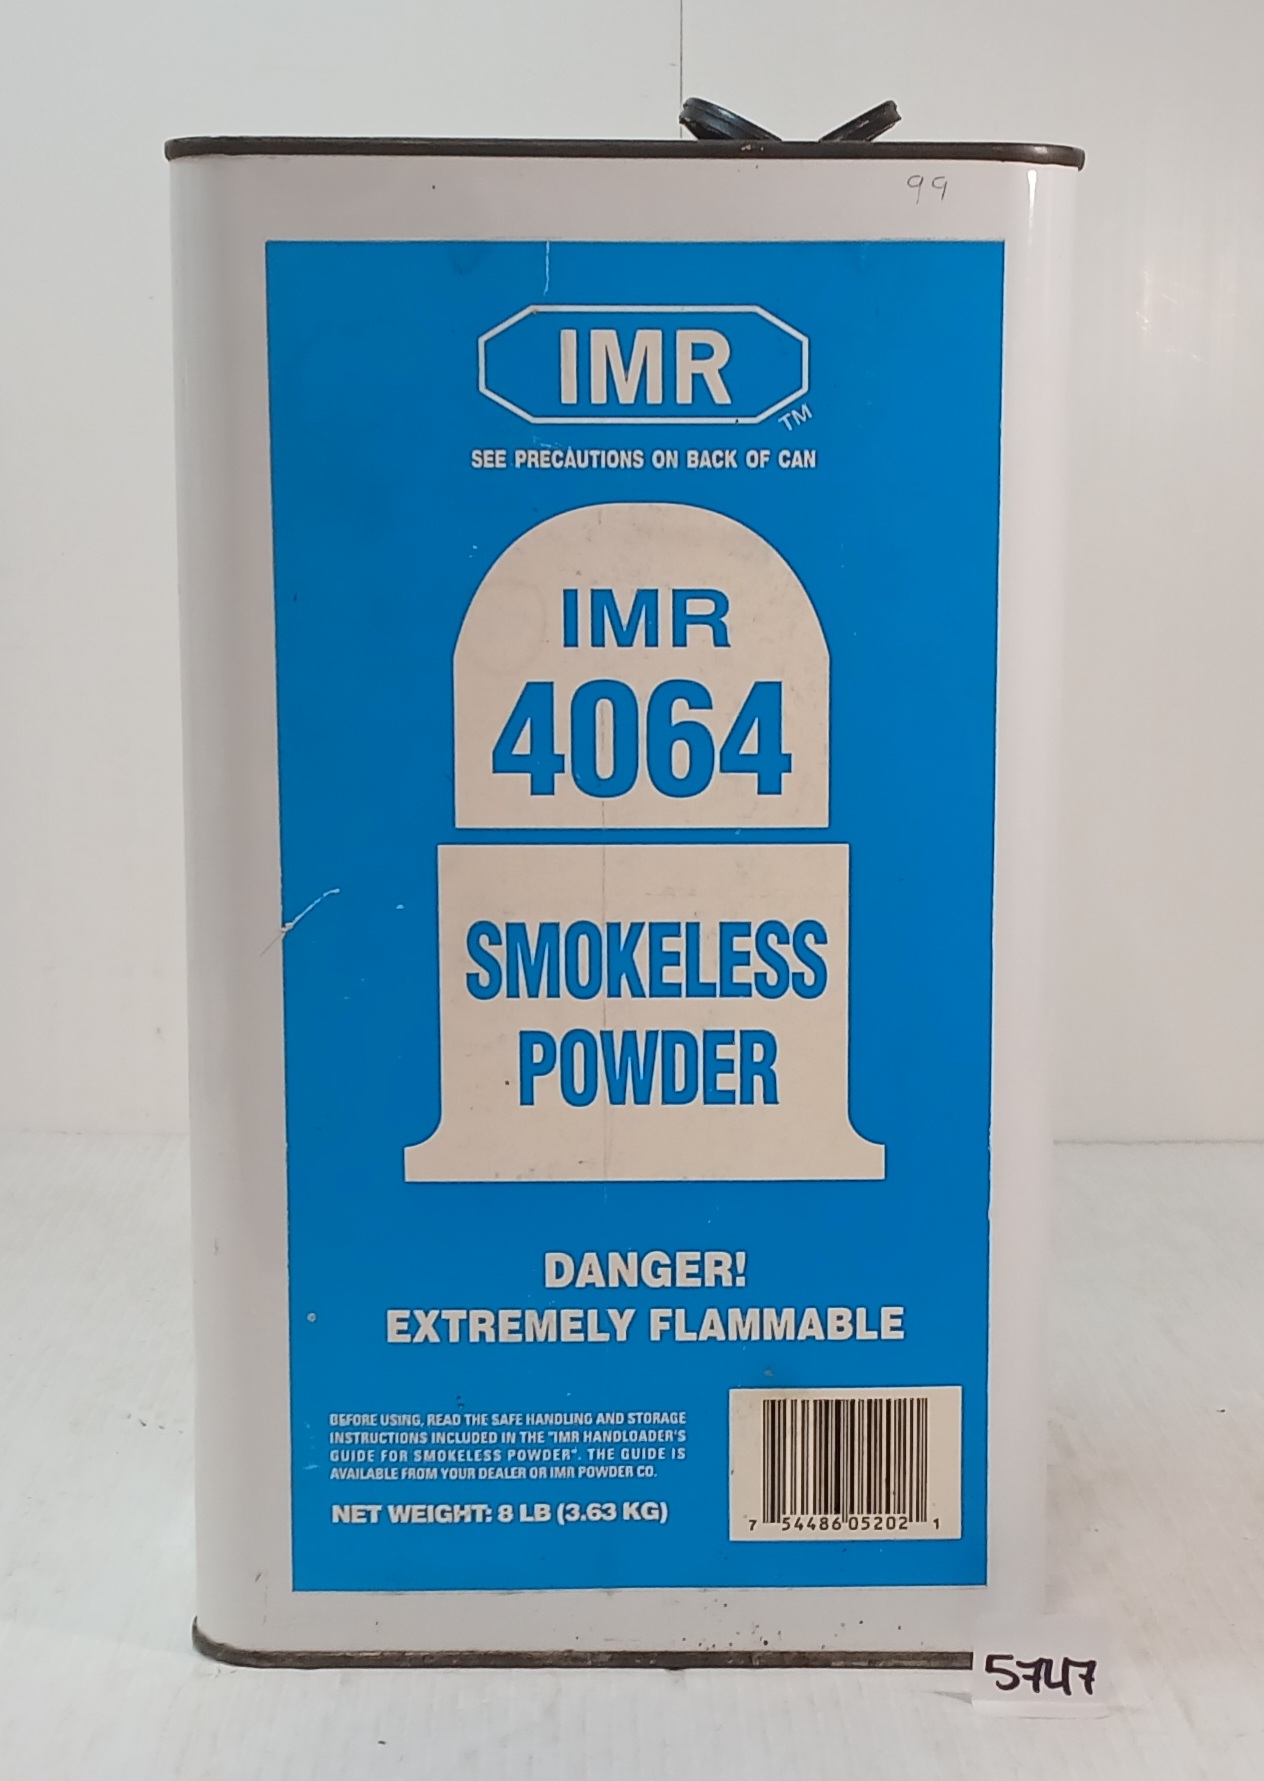 99
IMR
TM
SEE PRECAUTIONS ON BACK OF CAN
IMR
4064
SMOKELESS
POWDER
DANGER!
EXTREMELY FLAMMABLE
BEFORE USING, READ THE SAFE HANDLING AND STORAGE
INSTRUCTIONS INCLUDED IN THE "IMR HANDLOADER'S
GUIDE FOR SMOKELESS POWDER". THE GUIDE IS
AVAILABLE FROM YOUR DEALER OR IMR POWDER CO.
NET WEIGHT: 8 LB (3.63 KG)
7 54486 05202 1
5747